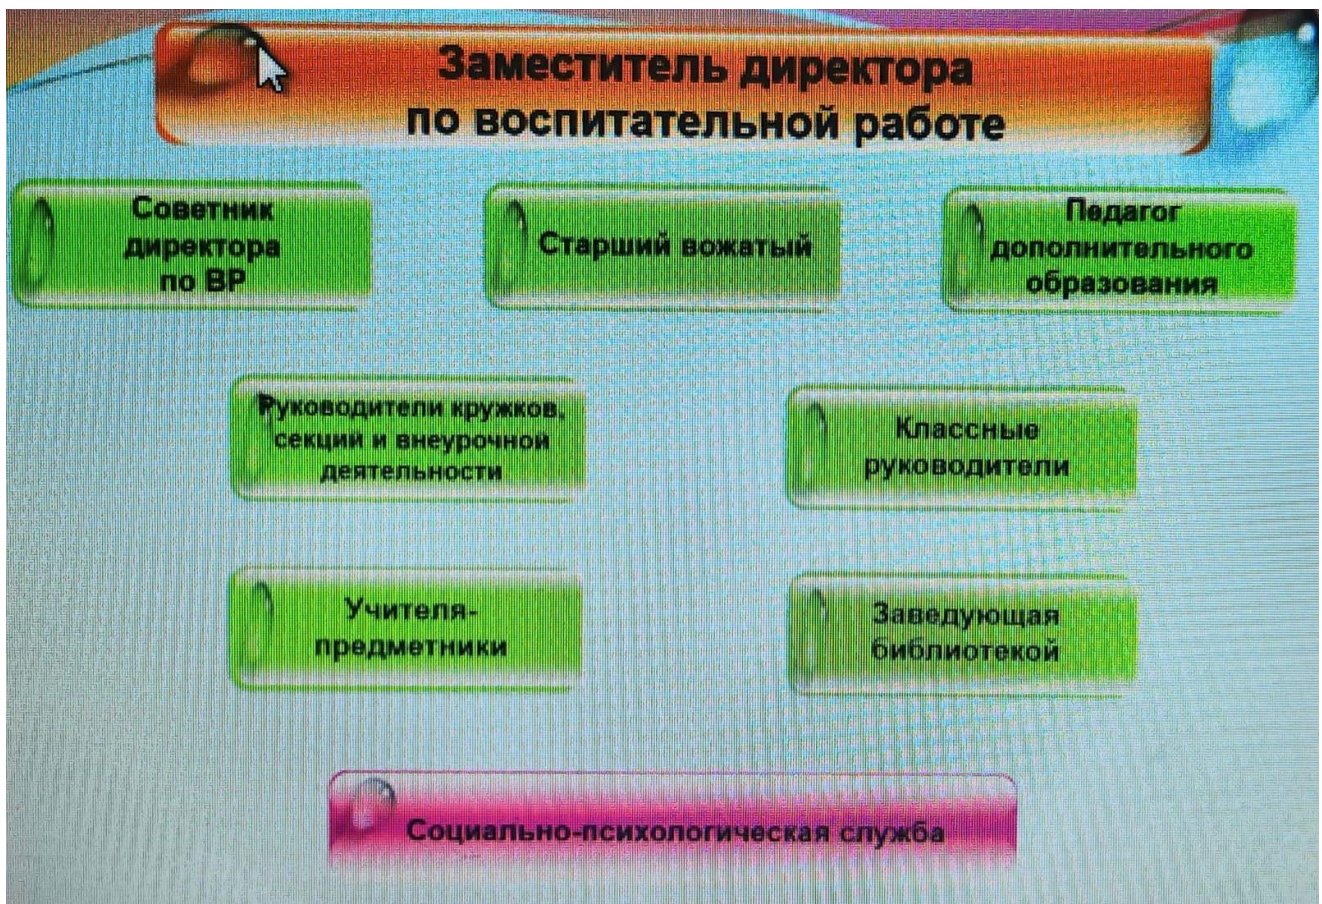 Заместитель директора
по воспитательной работе
Советник
директора
по ВР
Старший вожатый
Педагог
дополнительного
образования
Руководители кружков,
секций и внеурочной
деятельности
Классные
руководители
Учителя-
предметники
Заведующая
библиотекой
Социально-психологическая служба